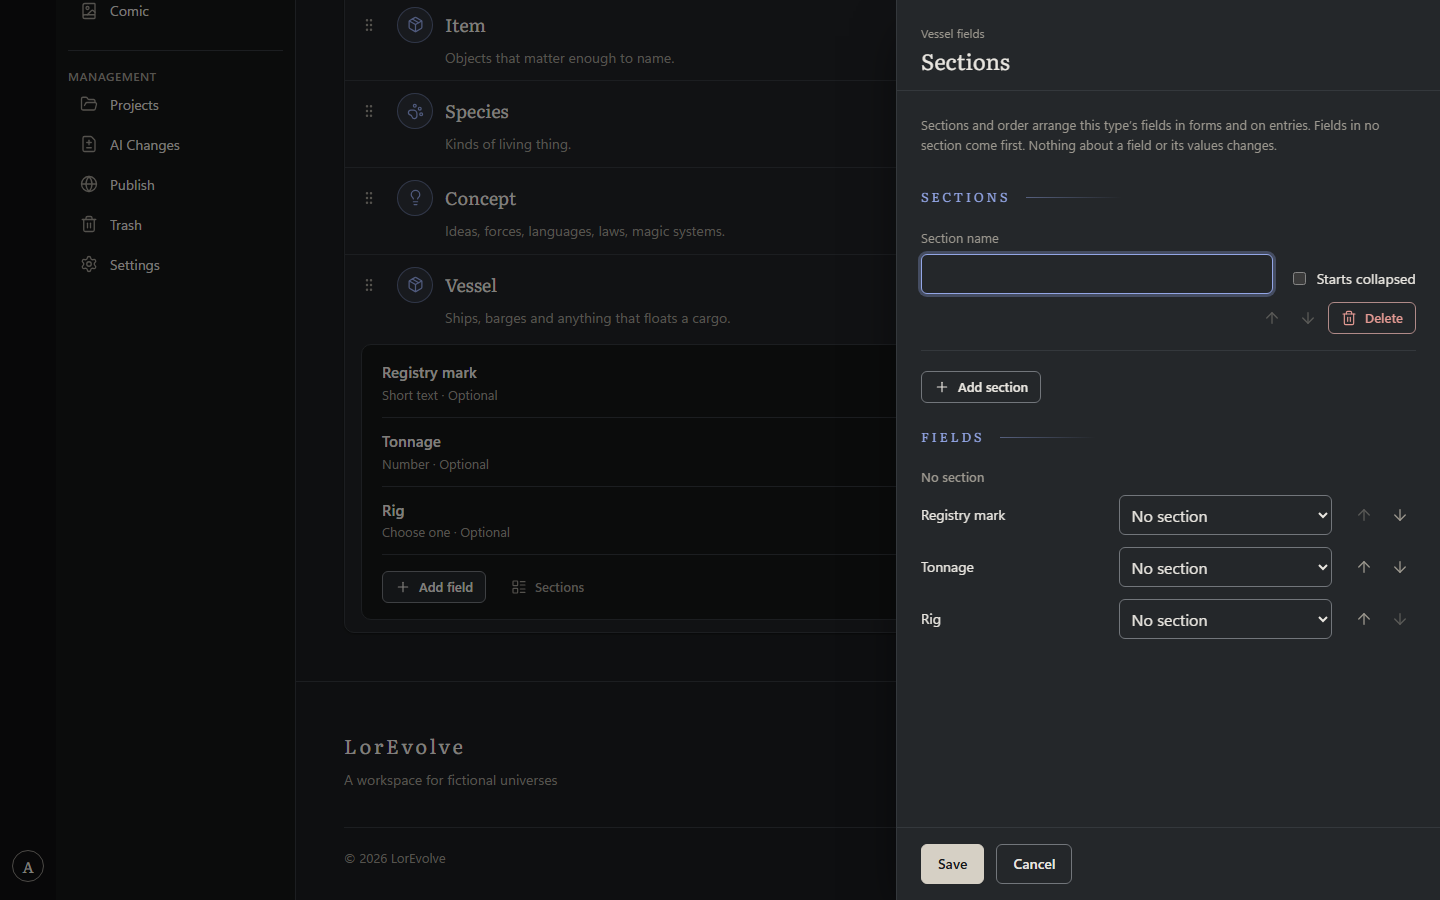 Comic
MANAGEMENT
Projects
AI Changes
Publish
Trash
Settings
A
Item
Objects that matter enough to name.
Species
Kinds of living thing.
Concept
Ideas, forces, languages, laws, magic systems.
Vessel
Ships, barges and anything that floats a cargo.
Registry mark
Short text · Optional
Tonnage
Number · Optional
Rig
Choose one · Optional
Add field
Sections
LorEvolve
A workspace for fictional universes
© 2026 LorEvolve
Vessel fields
Sections
Sections and order arrange this type's fields in forms and on entries. Fields in no
section come first. Nothing about a field or its values changes.
SECTIONS
Section name
Starts collapsed
Delete
Add section
FIELDS
No section
Registry mark No section
Tonnage No section
Rig No section
Save Cancel